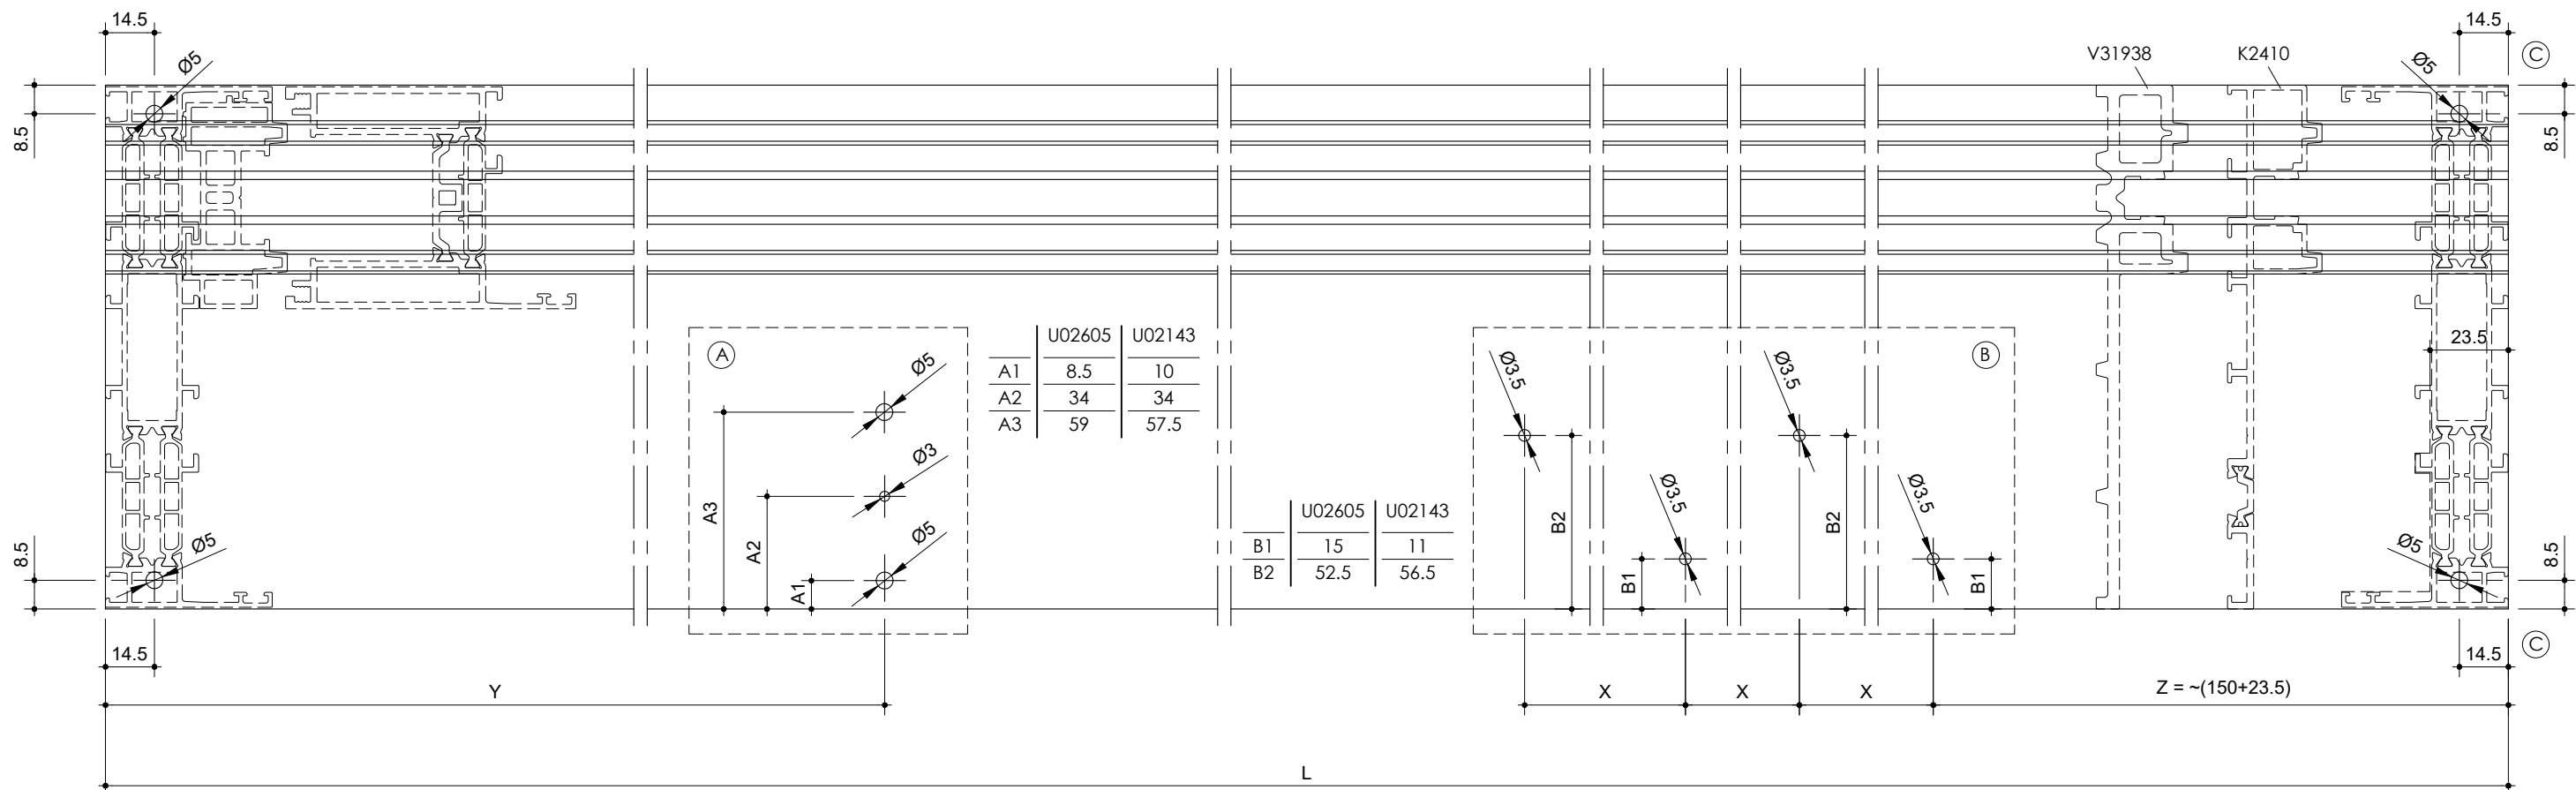 14.5
14.5
C
V31938
K2410
Ø5
Ø5
8.5
8.5
A
U02605 U02143
A1 8.5 10
A2 34 34
A3 59 57.5
Ø5
Ø3
Ø5
A3
A2
A1
B
Ø3.5
Ø3.5
Ø3.5
Ø3.5
23.5
U02605 U02143
B1 15 11
B2 52.5 56.5
B2
B1
B2
B1
8.5
Ø5
Ø5
8.5
14.5
14.5
C
Y
X
X
X
Z = ~(150+23.5)
L